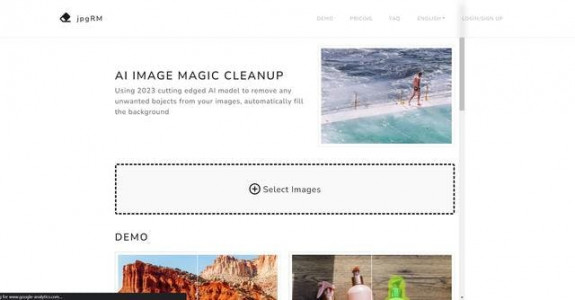 jpgRM
DEMO PRICING FAQ ENGLISH LOGIN/SIGN UP
AI IMAGE MAGIC CLEANUP
Using 2023 cutting edged AI model to remove any
unwanted bojects from your images, automatically fill
the background
Select Images
DEMO
for www.google-analytics.com...